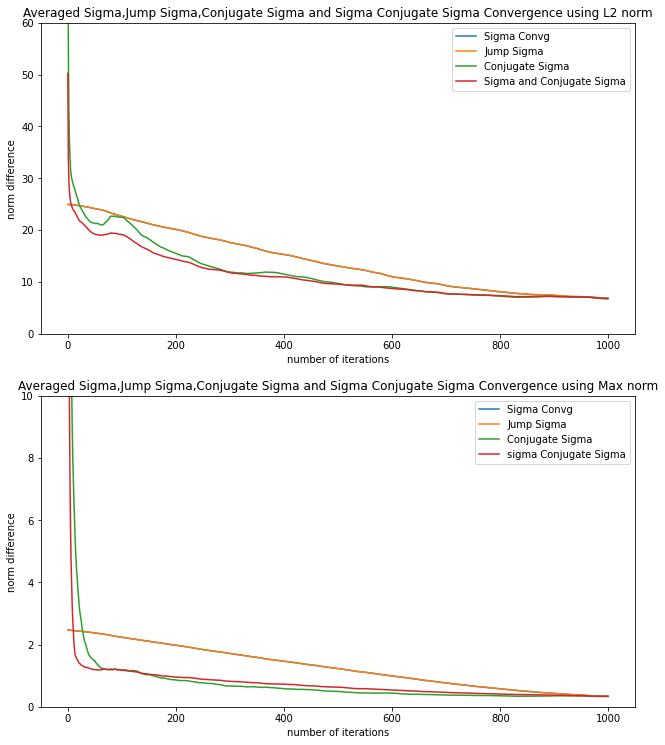 Averaged Sigma,Jump Sigma,Conjugate Sigma and Sigma Conjugate Sigma Convergence using L2 norm
60
50
40
30
20
10
0
norm difference
Sigma Convg
Jump Sigma
Conjugate Sigma
Sigma and Conjugate Sigma
0 200 400 600 800 1000
number of iterations
Averaged Sigma,Jump Sigma,Conjugate Sigma and Sigma Conjugate Sigma Convergence using Max norm
10
8
6
4
2
0
norm difference
Sigma Convg
Jump Sigma
Conjugate Sigma
sigma Conjugate Sigma
0 200 400 600 800 1000
number of iterations